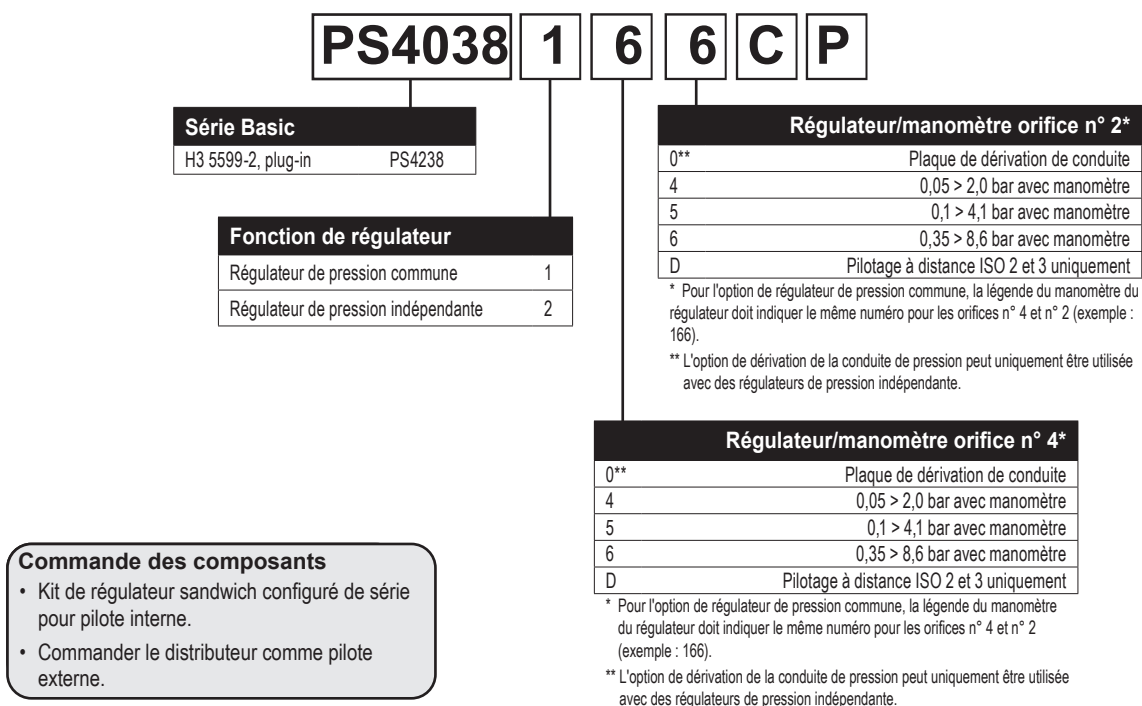 PS4038 1 6 6 C P
Série Basic
H3 5599-2, plug-in PS4238
Fonction de régulateur
Régulateur de pression commune 1
Régulateur de pression indépendante 2
Régulateur/manomètre orifice n° 2*
0** Plaque de dérivation de conduite
4 0,05 > 2,0 bar avec manomètre
5 0,1 > 4,1 bar avec manomètre
6 0,35 > 8,6 bar avec manomètre
D Pilotage à distance ISO 2 et 3 uniquement
* Pour l'option de régulateur de pression commune, la légende du manomètre du
régulateur doit indiquer le même numéro pour les orifices n° 4 et n° 2 (exemple :
166).
** L'option de dérivation de la conduite de pression peut uniquement être utilisée
avec des régulateurs de pression indépendante.
Régulateur/manomètre orifice n° 4*
0** Plaque de dérivation de conduite
4 0,05 > 2,0 bar avec manomètre
5 0,1 > 4,1 bar avec manomètre
6 0,35 > 8,6 bar avec manomètre
D Pilotage à distance ISO 2 et 3 uniquement
* Pour l'option de régulateur de pression commune, la légende du manomètre
du régulateur doit indiquer le même numéro pour les orifices n° 4 et n° 2
(exemple : 166).
** L'option de dérivation de la conduite de pression peut uniquement être utilisée
avec des régulateurs de pression indépendante.
Commande des composants
• Kit de régulateur sandwich configuré de série
pour pilote interne.
• Commander le distributeur comme pilote
externe.